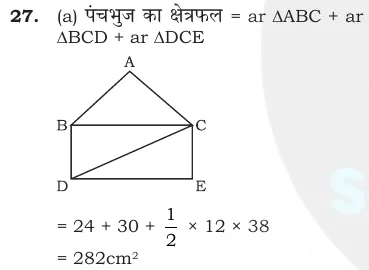 27. (a) पंचभुज का क्षेत्रफल = ar ΔABC + ar
ΔBCD + ar ΔDCE
A
B C
D E
= 24 + 30 + 1/2 × 12 × 38
= 282cm²
S